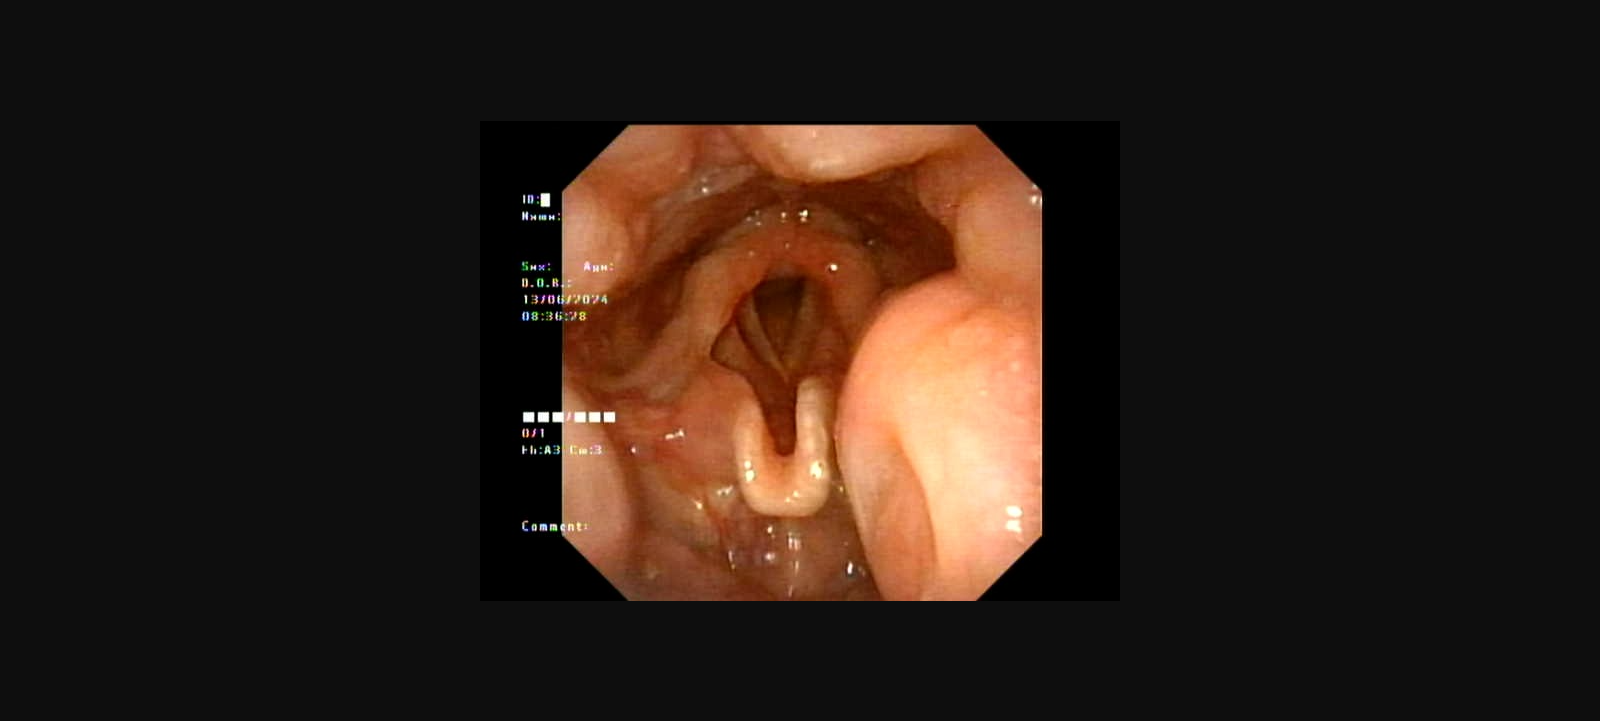 ID:
Name:
Sex: Age:
D.O.B.:
13/06/2024
08:36:28
■■■/■■■
0/1
Eh:A3 Cm:3
Comment: